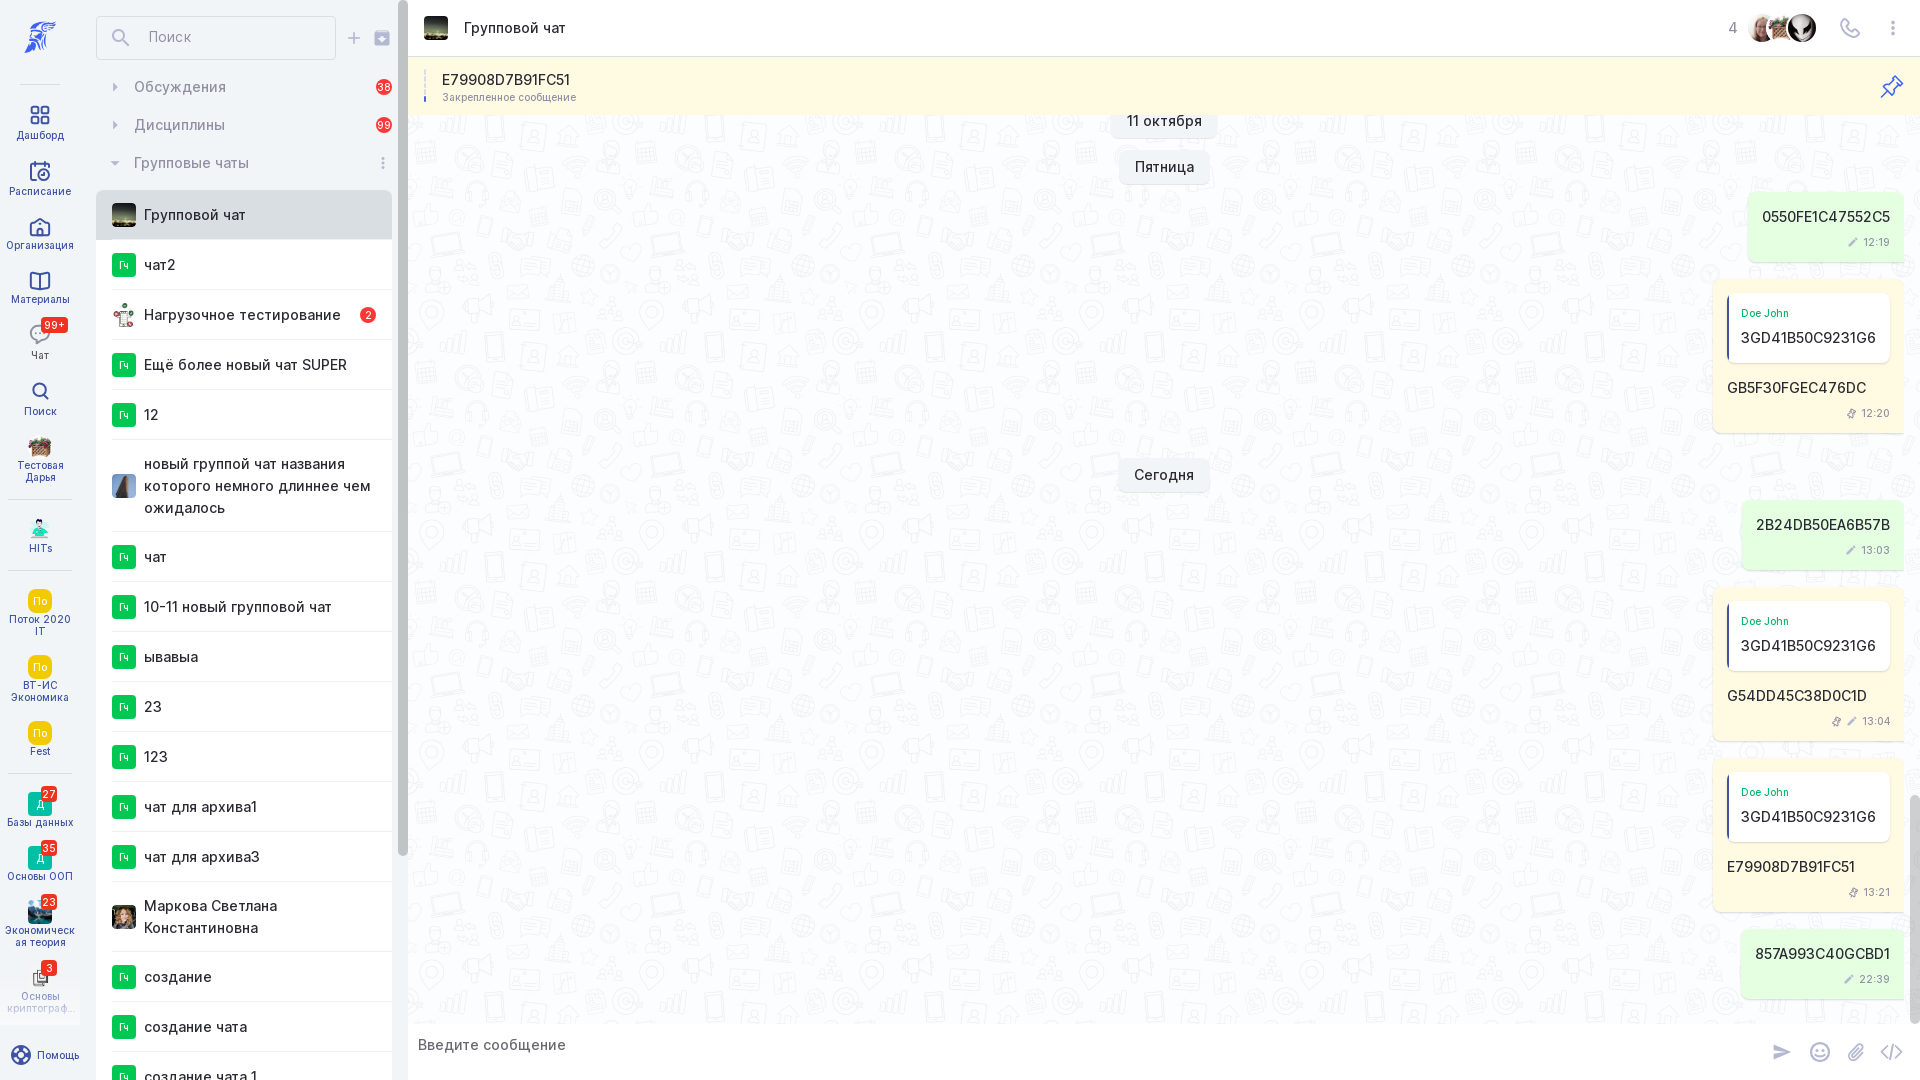 Дашборд
Расписание
Организация
Материалы
99+
Чат
Поиск
Тестовая
Дарья
HITs
По
Поток 2020
IT
По
ВТ-ИС
Экономика
По
Fest
27
Д
Базы данных
35
Д
Основы ООП
23
Экономическ
ая теория
3
Основы
криптограф...
Помощь
Поиск
Обсуждения
38
Дисциплины
99
Групповые чаты
Групповой чат
Гч
чат2
Нагрузочное тестирование
2
Гч
Ещё более новый чат SUPER
Гч
12
новый группой чат названия
которого немного длиннее чем
ожидалось
Гч
чат
Гч
10-11 новый групповой чат
Гч
ывавыа
Гч
23
Гч
123
Гч
чат для архива1
Гч
чат для архива3
Маркова Светлана
Константиновна
Гч
создание
Гч
создание чата
Гч
создание чата 1
Групповой чат
4
E79908D7B91FC51
Закрепленное сообщение
11 октября
Пятница
0550FE1C47552C5
12:19
Doe John
3GD41B50C9231G6
GB5F30FGEC476DC
12:20
Сегодня
2B24DB50EA6B57B
13:03
Doe John
3GD41B50C9231G6
G54DD45C38D0C1D
13:04
Doe John
3GD41B50C9231G6
E79908D7B91FC51
13:21
857A993C40GCBD1
22:39
Введите сообщение